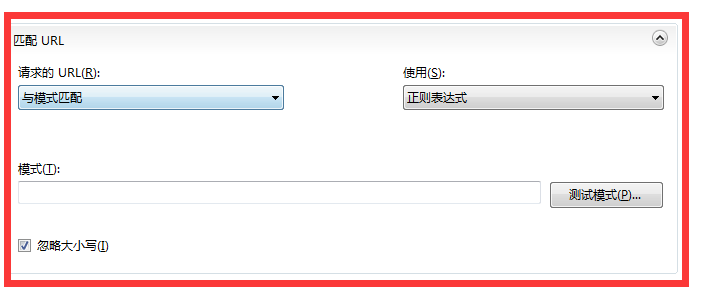 匹配 URL
请求的 URL(R):
使用(S):
与模式匹配
正则表达式
模式(T):
测试模式(P)...
忽略大小写(I)